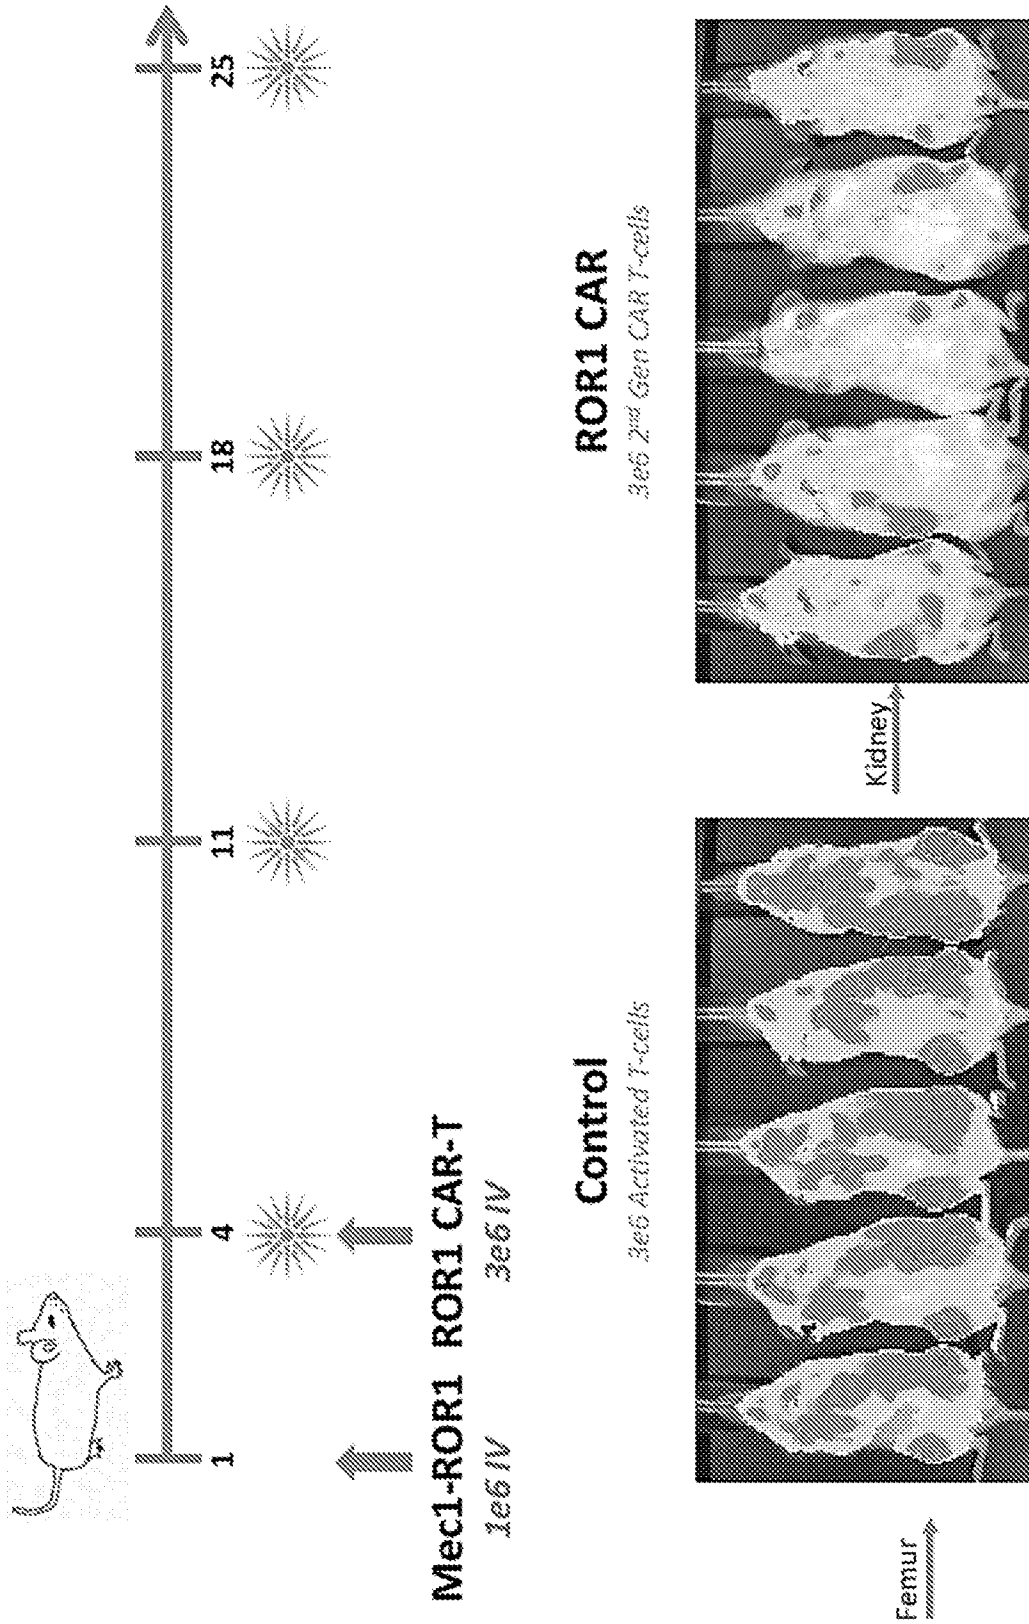 1
4
11
18
25
Mec1-ROR1 ROR1 CAR-T
1e6 IV 3e6 IV
Control
3e6 Activated T-cells
ROR1 CAR
3e6 2nd Gen CAR T-cells
Femur
Kidney